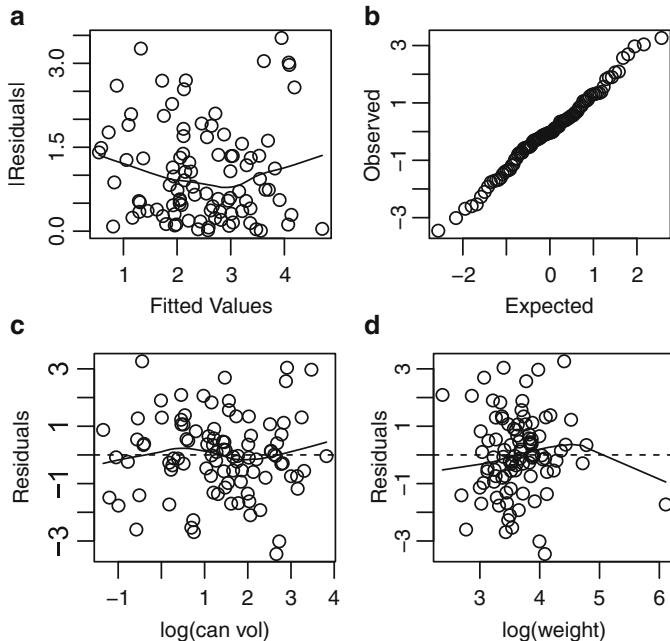 a
|Residuals|
3.0
1.5
0.0
1 2 3 4
Fitted Values
b
Observed
3
1
−1
−3
−2 0 1 2
Expected
c
Residuals
3
1
−1
−3
−1 0 1 2 3 4
log(can vol)
d
Residuals
3
1
−1
−3
3 4 5 6
log(weight)